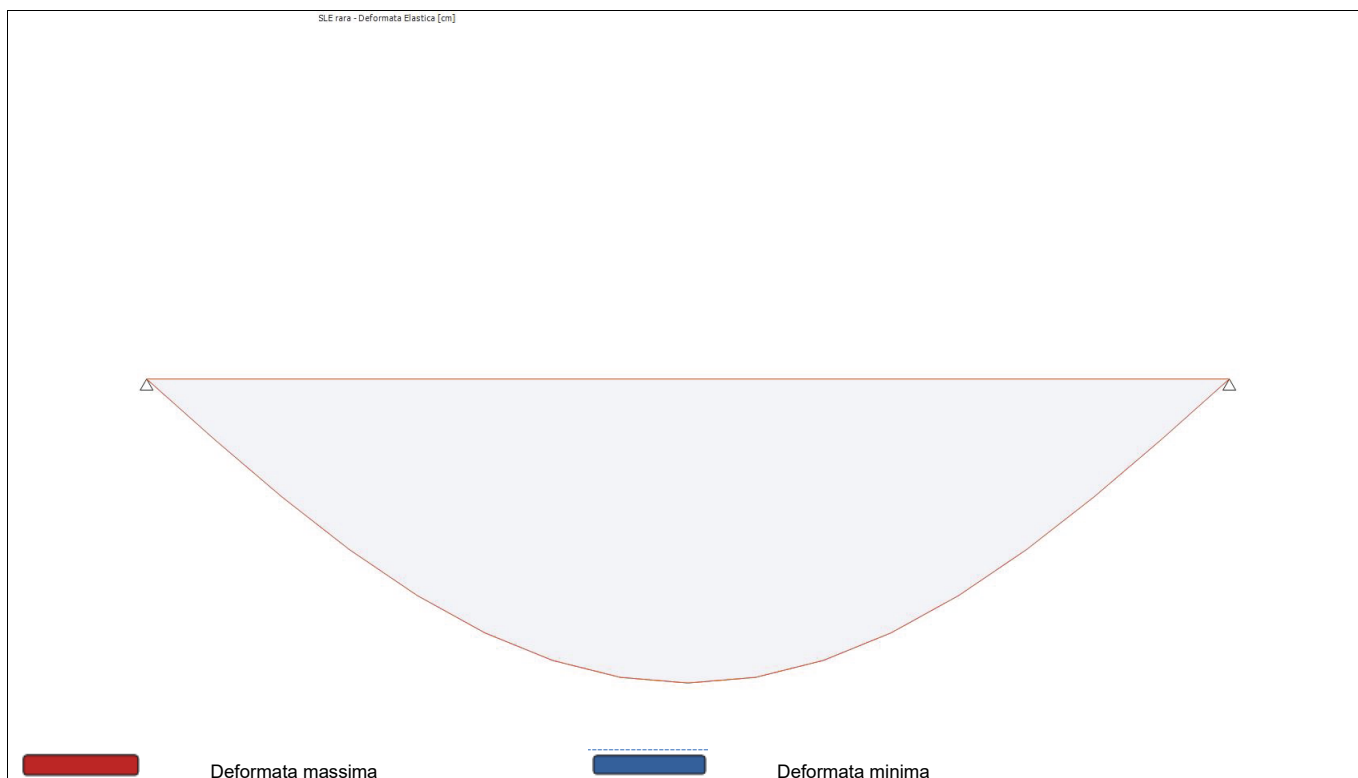 SLE rara - Deformata Elastica [cm]
Deformata massima
Deformata minima